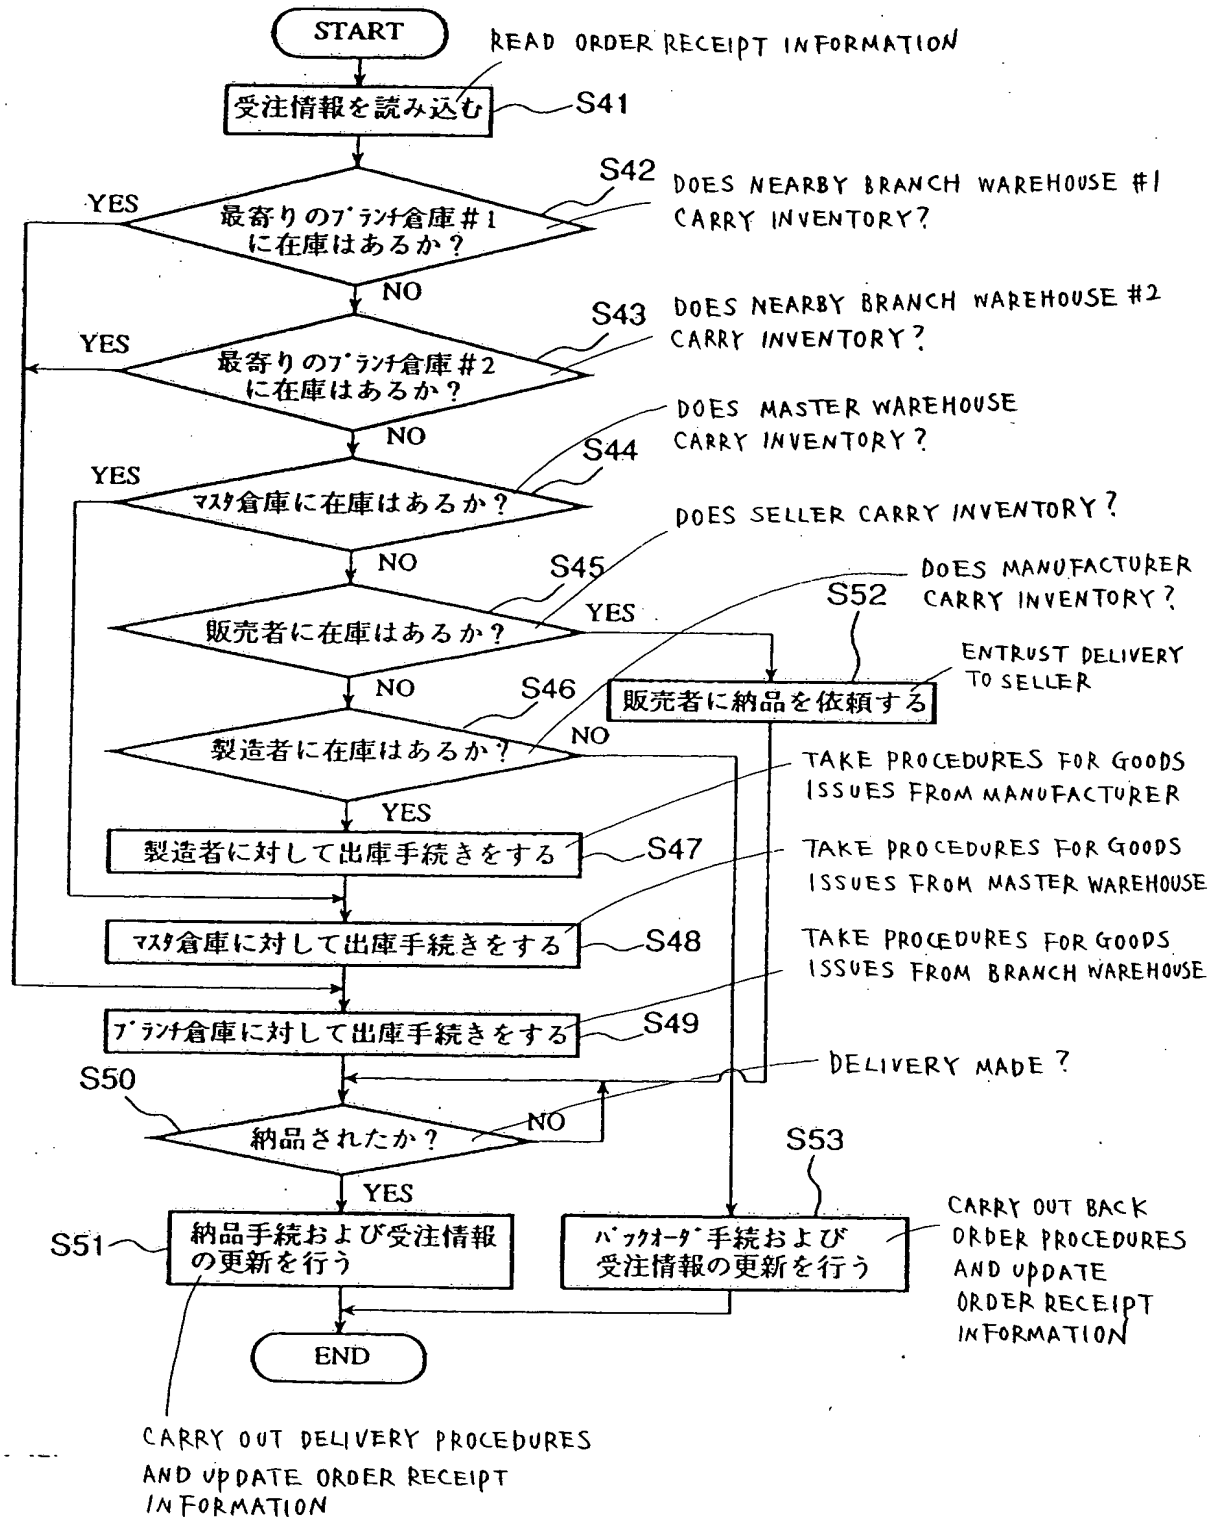 START
READ ORDER RECEIPT INFORMATION
受注情報を読み込む
S41
S42
DOES NEARBY BRANCH WAREHOUSE #1
CARRY INVENTORY?
YES
最寄りのブランチ倉庫#1
に在庫はあるか?
NO
S43
DOES NEARBY BRANCH WAREHOUSE #2
CARRY INVENTORY?
YES
最寄りのブランチ倉庫#2
に在庫はあるか?
NO
DOES MASTER WAREHOUSE
CARRY INVENTORY?
S44
YES
マスタ倉庫に在庫はあるか?
DOES SELLER CARRY INVENTORY?
NO
S45
DOES MANUFACTURER
CARRY INVENTORY?
YES
S52
販売者に在庫はあるか?
ENTRUST DELIVERY
TO SELLER
NO
S46
販売者に納品を依頼する
製造者に在庫はあるか?
NO
TAKE PROCEDURES FOR GOODS
ISSUES FROM MANUFACTURER
YES
製造者に対して出庫手続きをする
S47
TAKE PROCEDURES FOR GOODS
ISSUES FROM MASTER WAREHOUSE
マスタ倉庫に対して出庫手続きをする
S48
TAKE PROCEDURES FOR GOODS
ISSUES FROM BRANCH WAREHOUSE
ブランチ倉庫に対して出庫手続きをする
S49
DELIVERY MADE?
S50
NO
納品されたか?
S53
YES
S51
納品手続および受注情報
の更新を行う
バックオーダ手続および
受注情報の更新を行う
CARRY OUT BACK
ORDER PROCEDURES
AND UPDATE
ORDER RECEIPT
INFORMATION
END
CARRY OUT DELIVERY PROCEDURES
AND UPDATE ORDER RECEIPT
INFORMATION